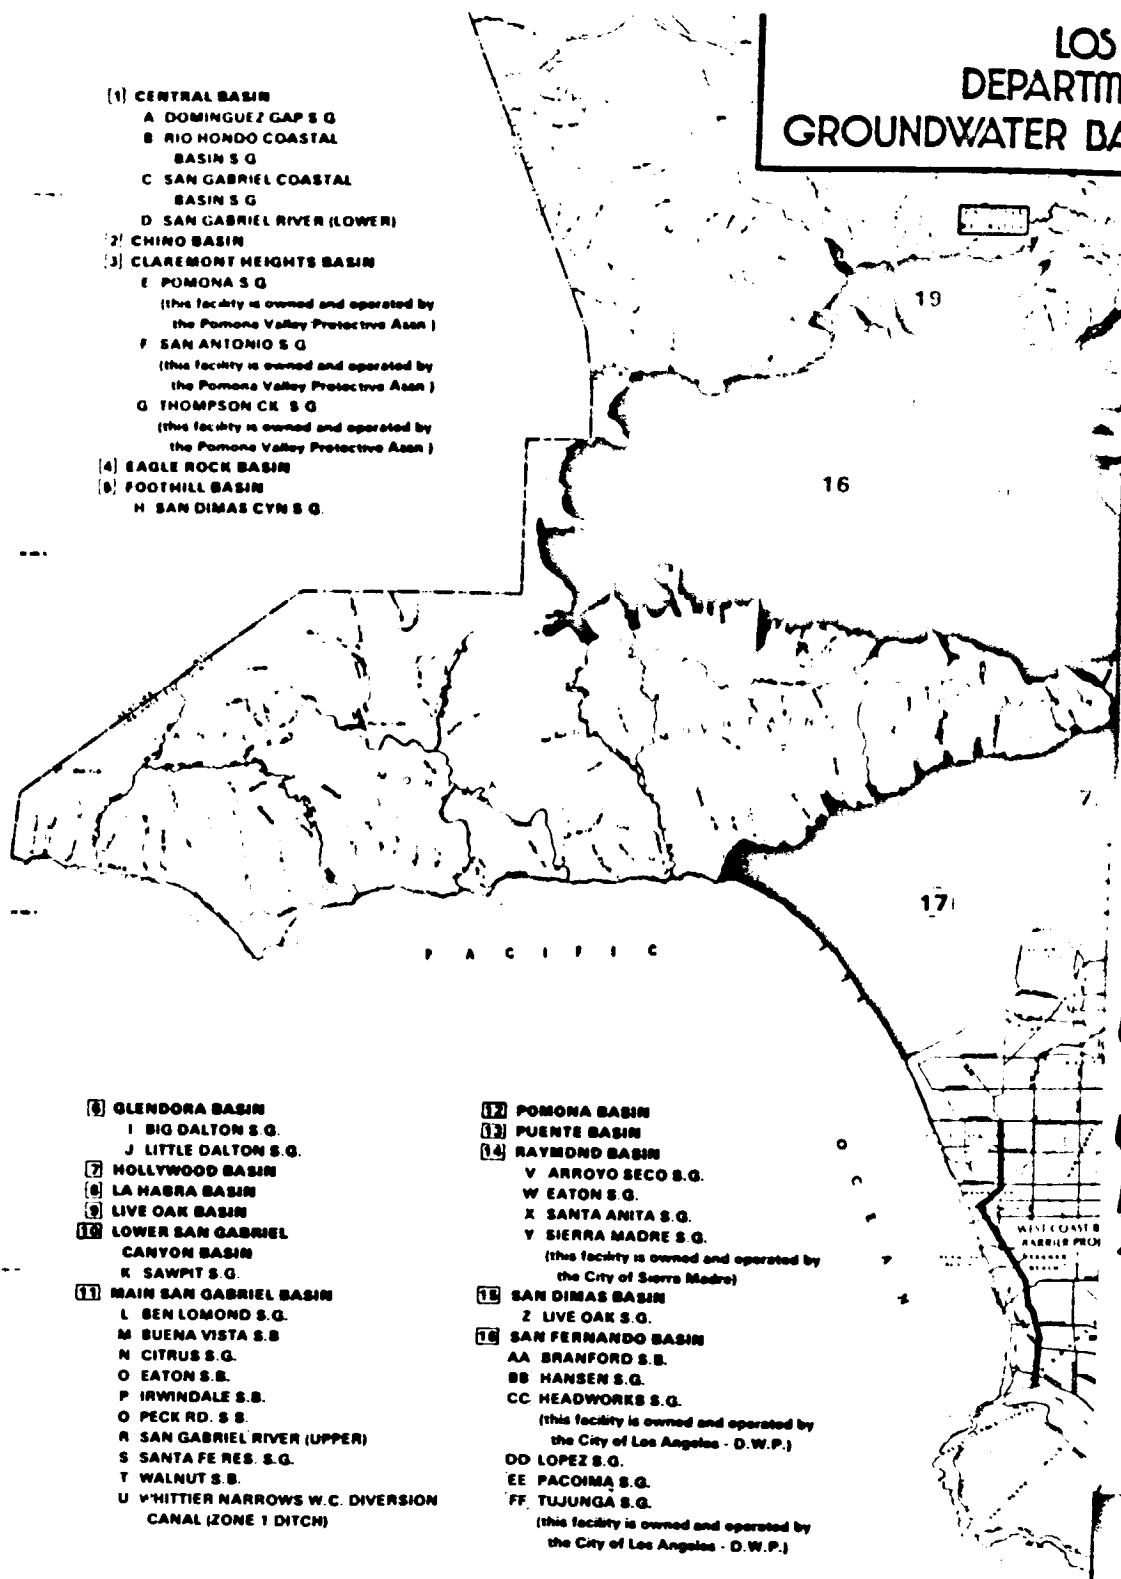 LOS
DEPARTM
GROUNDWATER BA
[1] CENTRAL BASIN
A DOMINGUEZ GAP S G
B RIO HONDO COASTAL
BASIN S G
C SAN GABRIEL COASTAL
BASIN S G
D SAN GABRIEL RIVER (LOWER)
[2] CHINO BASIN
[3] CLAREMONT HEIGHTS BASIN
E POMONA S G
(this facility is owned and operated by
the Pomona Valley Protective Assn )
F SAN ANTONIO S G
(this facility is owned and operated by
the Pomona Valley Protective Assn )
G THOMPSON CK S G
(this facility is owned and operated by
the Pomona Valley Protective Assn )
[4] EAGLE ROCK BASIN
[5] FOOTHILL BASIN
H SAN DIMAS CYN S G.
19
16
7
17
M O N
P A C I F I C
O C E A N
WEST COAST B
BARRIER PROJ
[6] GLENDORA BASIN
I BIG DALTON S.G.
J LITTLE DALTON S.G.
[7] HOLLYWOOD BASIN
[8] LA HABRA BASIN
[9] LIVE OAK BASIN
[10] LOWER SAN GABRIEL
CANYON BASIN
K SAWPIT S.G.
[11] MAIN SAN GABRIEL BASIN
L BEN LOMOND S.G.
M BUENA VISTA S.B
N CITRUS S.G.
O EATON S.B.
P IRWINDALE S.B.
Q PECK RD. S B.
R SAN GABRIEL RIVER (UPPER)
S SANTA FE RES. S.G.
T WALNUT S.B.
U WHITTIER NARROWS W.C. DIVERSION
CANAL (ZONE 1 DITCH)
[12] POMONA BASIN
[13] PUENTE BASIN
[14] RAYMOND BASIN
V ARROYO SECO S.G.
W EATON S.G.
X SANTA ANITA S.G.
Y SIERRA MADRE S.G.
(this facility is owned and operated by
the City of Sierra Madre)
[15] SAN DIMAS BASIN
Z LIVE OAK S.G.
[16] SAN FERNANDO BASIN
AA BRANFORD S.B.
BB HANSEN S.G.
CC HEADWORKS S.G.
(this facility is owned and operated by
the City of Los Angeles - D.W.P.)
DD LOPEZ S.G.
EE PACOIMA S.G.
FF TUJUNGA S.G.
(this facility is owned and operated by
the City of Los Angeles - D.W.P.)